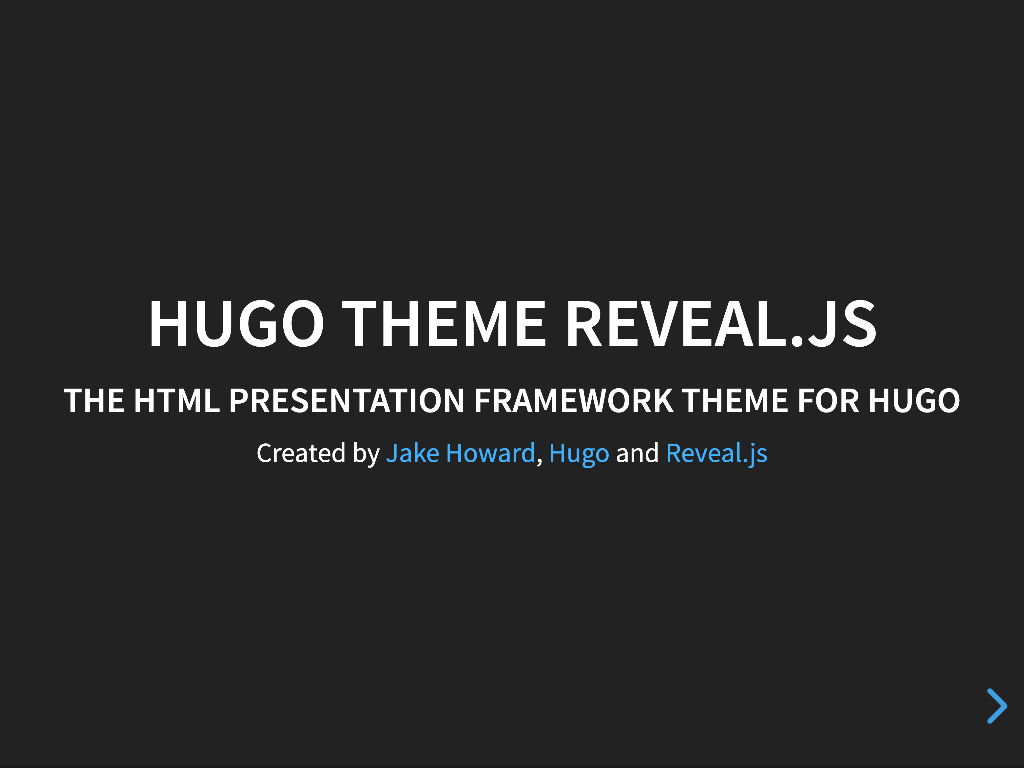 HUGO THEME REVEAL.JS
THE HTML PRESENTATION FRAMEWORK THEME FOR HUGO
Created by Jake Howard, Hugo and Reveal.js